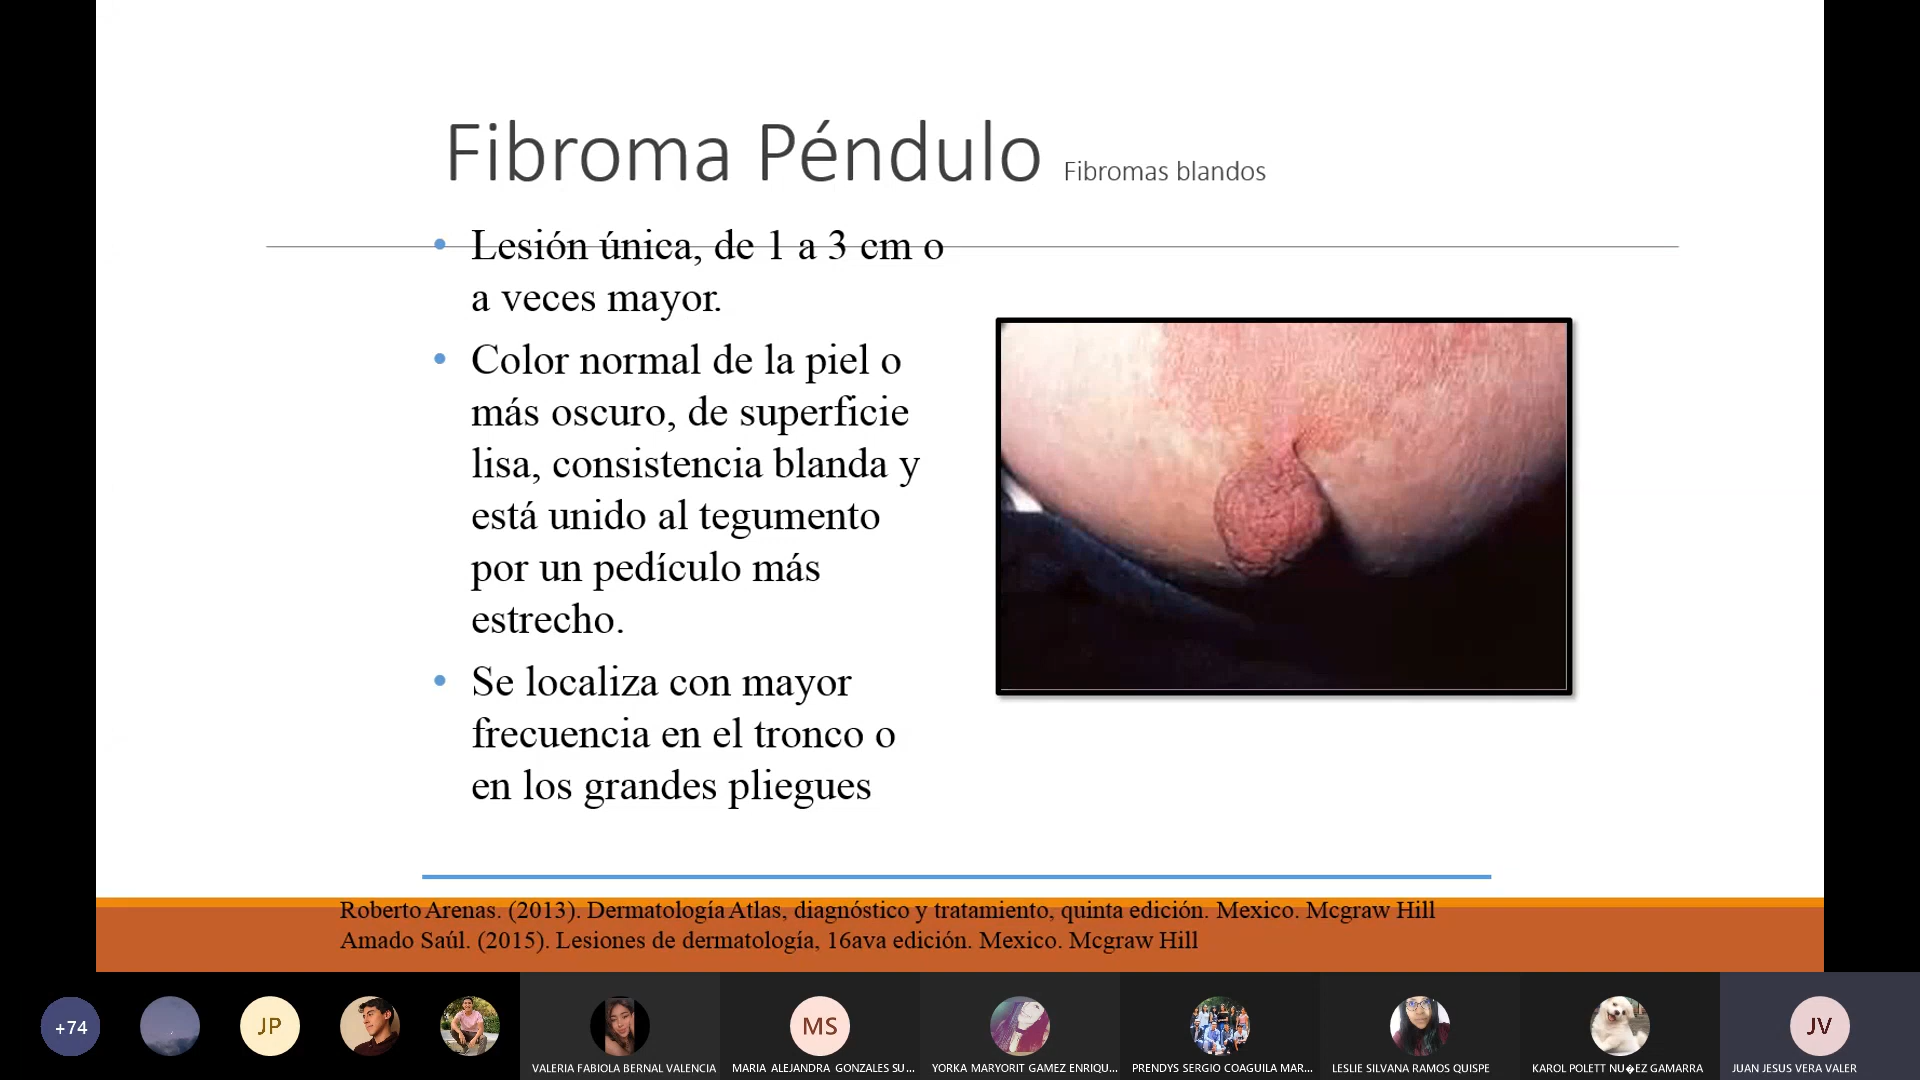 Fibroma Péndulo Fibromas blandos
• Lesión única, de 1 a 3 cm o
a veces mayor.
• Color normal de la piel o
más oscuro, de superficie
lisa, consistencia blanda y
está unido al tegumento
por un pedículo más
estrecho.
• Se localiza con mayor
frecuencia en el tronco o
en los grandes pliegues
Roberto Arenas. (2013). Dermatología Atlas, diagnóstico y tratamiento, quinta edición. Mexico. Mcgraw Hill
Amado Saúl. (2015). Lesiones de dermatología, 16ava edición. Mexico. Mcgraw Hill
+74 JP MS JV
VALERIA FABIOLA BERNAL VALENCIA MARIA ALEJANDRA GONZALES SU... YORKA MARYORIT GAMEZ ENRIQU... PRENDYS SERGIO COAGUILA MAR... LESLIE SILVANA RAMOS QUISPE KAROL POLETT NU�EZ GAMARRA JUAN JESUS VERA VALER